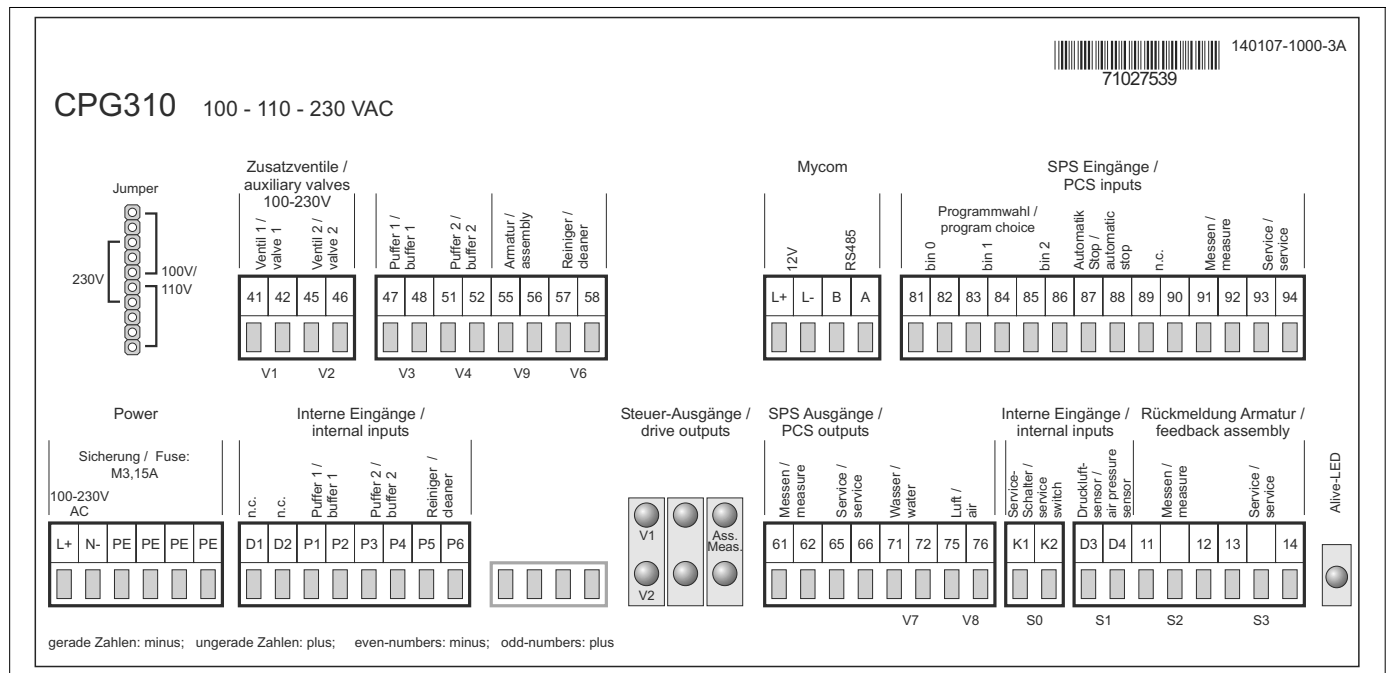 140107-1000-3A
71027539
CPG310 100 - 110 - 230 VAC
Jumper
230V
100V/
110V
Zusatzventile /
auxiliary valves
100-230V
Ventil 1 /
valve 1
Ventil 2 /
valve 2
Puffer 1 /
buffer 1
Puffer 2 /
buffer 2
Armatur /
assembly
Reiniger /
cleaner
41 42 45 46
47 48 51 52 55 56 57 58
V1 V2
V3 V4 V9 V6
Mycom
12V
RS485
L+ L- B A
SPS Eingänge /
PCS inputs
Programmwahl /
program choice
bin 0
bin 1
bin 2
Automatik
Stop /
automatic
stop
n.c.
Messen /
measure
Service /
service
81 82 83 84 85 86 87 88 89 90 91 92 93 94
Power
Sicherung / Fuse:
M3,15A
100-230V
AC
L+ N- PE PE PE PE
Interne Eingänge /
internal inputs
n.c.
n.c.
Puffer 1 /
buffer 1
Puffer 2 /
buffer 2
Reiniger /
cleaner
D1 D2 P1 P2 P3 P4 P5 P6
Steuer-Ausgänge /
drive outputs
V1
Ass.
Meas.
V2
SPS Ausgänge /
PCS outputs
Messen /
measure
Service /
service
Wasser /
water
Luft /
air
61 62 65 66 71 72 75 76
V7 V8
Interne Eingänge /
internal inputs
Service-
Schalter /
service
switch
Druckluft-
sensor /
air pressure
sensor
K1 K2
D3 D4 11 12 13 14
Rückmeldung Armatur /
feedback assembly
Messen /
measure
Service /
service
S0 S1 S2 S3
Alive-LED
gerade Zahlen: minus; ungerade Zahlen: plus; even-numbers: minus; odd-numbers: plus